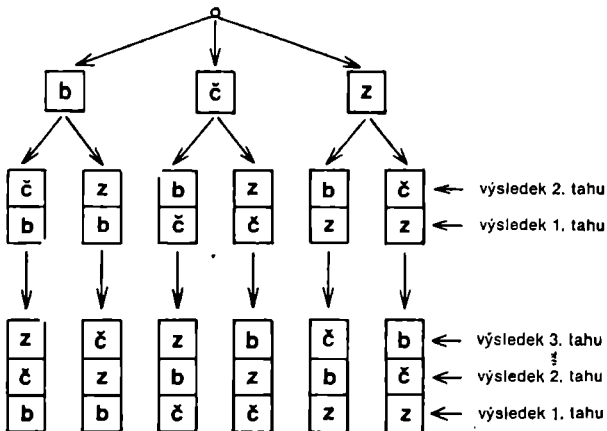 b č z
č z b z b č výsledek 2. tahu
b b č č z z výsledek 1. tahu
z č z b č b výsledek 3. tahu
č z b z b č výsledek 2. tahu
b b č č z z výsledek 1. tahu